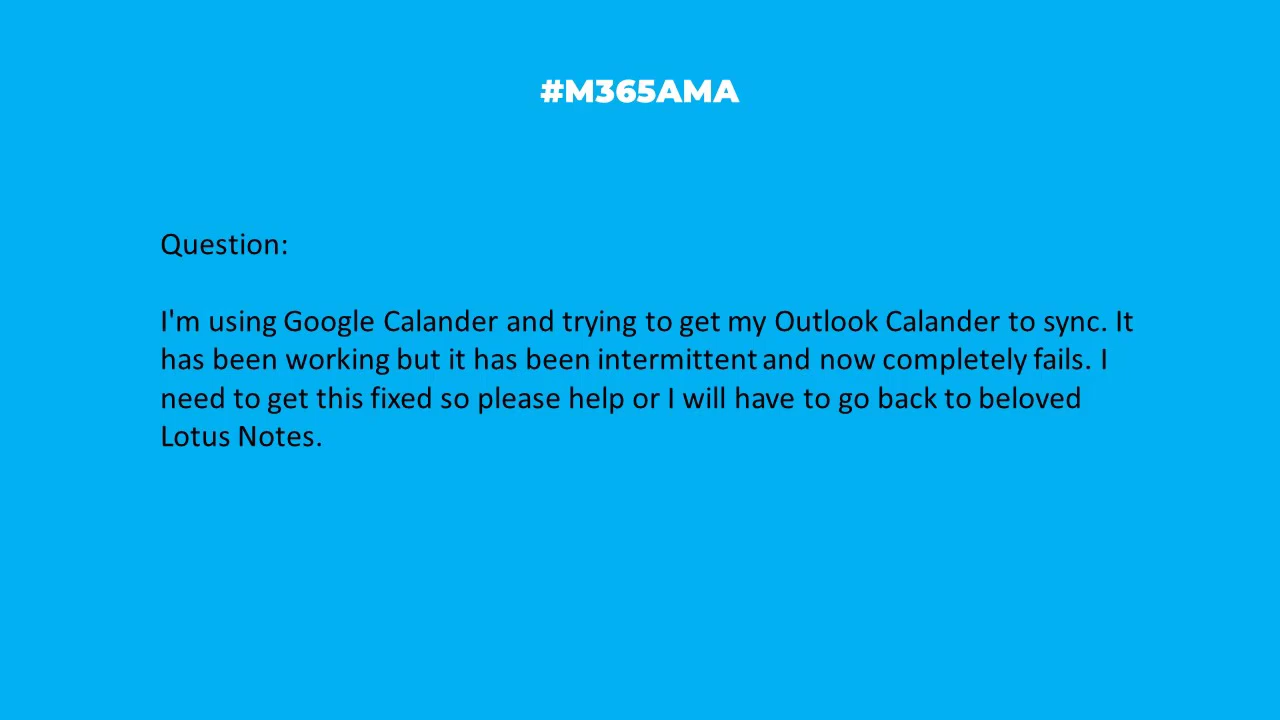 #M365AMA
Question:
I'm using Google Calander and trying to get my Outlook Calander to sync. It
has been working but it has been intermittent and now completely fails. I
need to get this fixed so please help or I will have to go back to beloved
Lotus Notes.